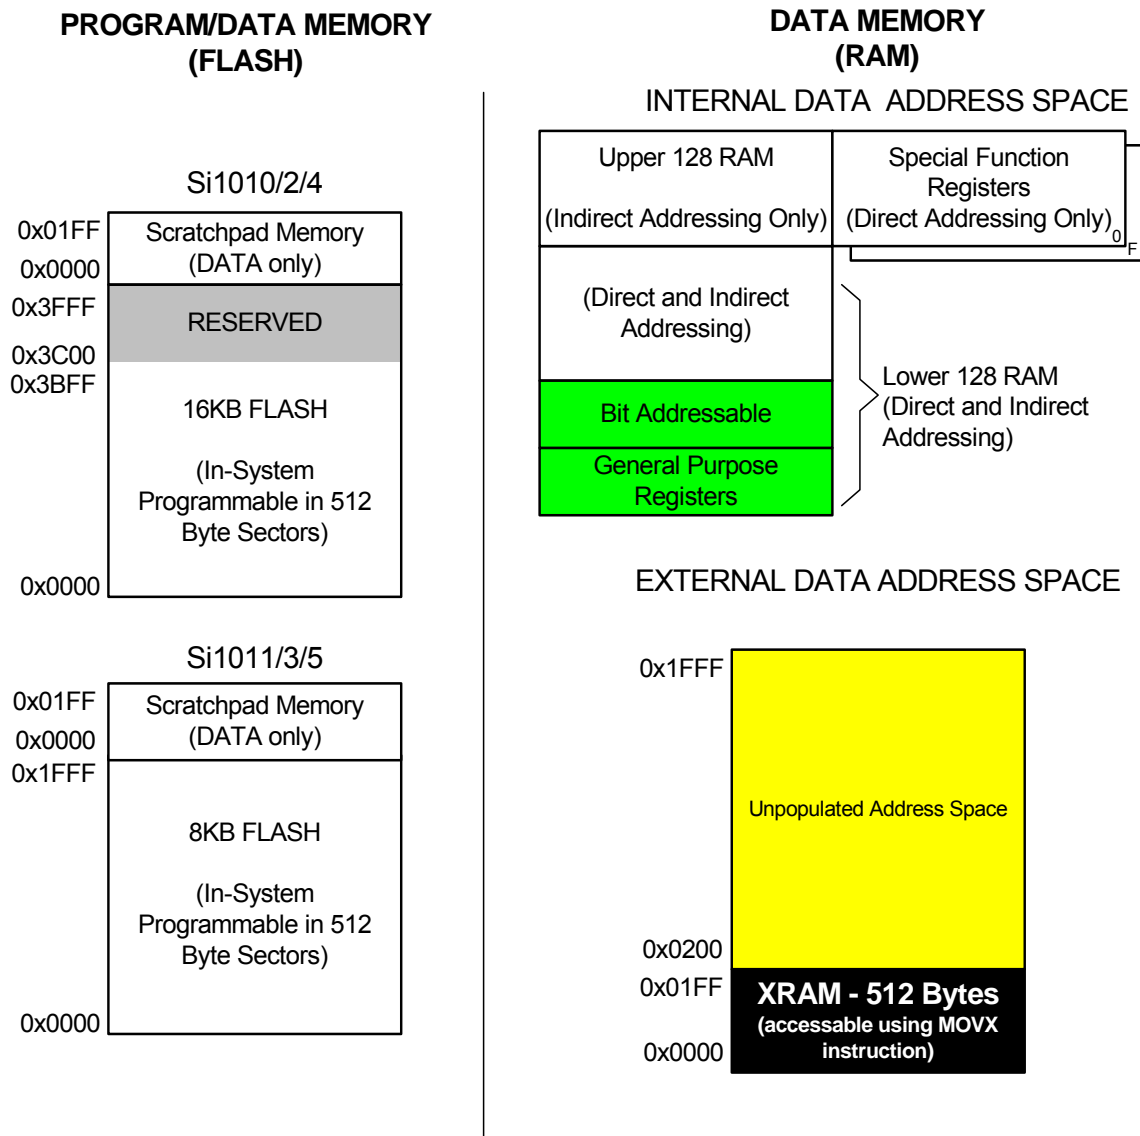 PROGRAM/DATA MEMORY
(FLASH)
Si1010/2/4
0x01FF
Scratchpad Memory
(DATA only)
0x0000
0x3FFF
RESERVED
0x3C00
0x3BFF
16KB FLASH
(In-System
Programmable in 512
Byte Sectors)
0x0000
Si1011/3/5
0x01FF
Scratchpad Memory
(DATA only)
0x0000
0x1FFF
8KB FLASH
(In-System
Programmable in 512
Byte Sectors)
0x0000
DATA MEMORY
(RAM)
INTERNAL DATA ADDRESS SPACE
Upper 128 RAM
(Indirect Addressing Only)
Special Function
Registers
(Direct Addressing Only)
0
F
(Direct and Indirect
Addressing)
Bit Addressable
General Purpose
Registers
Lower 128 RAM
(Direct and Indirect
Addressing)
EXTERNAL DATA ADDRESS SPACE
0x1FFF
Unpopulated Address Space
0x0200
0x01FF
XRAM - 512 Bytes
(accessable using MOVX
instruction)
0x0000